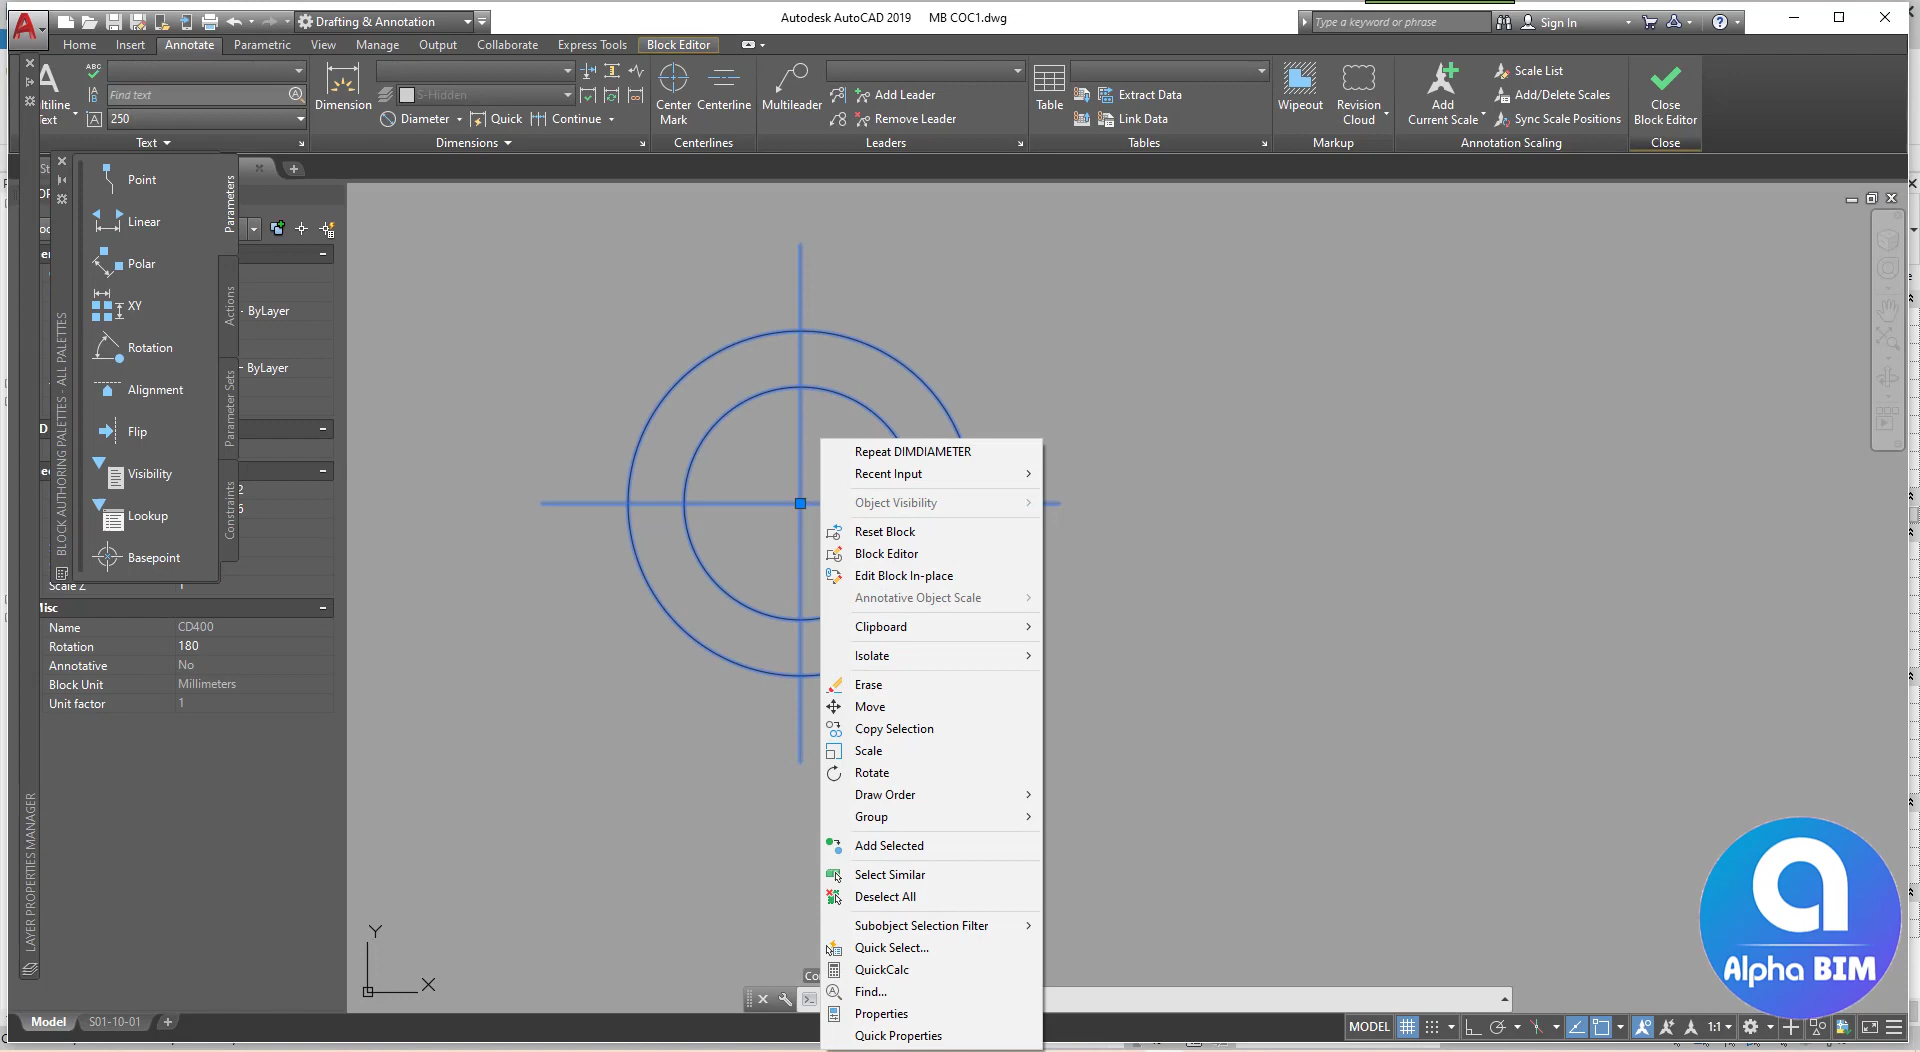 Drafting & Annotation
Autodesk AutoCAD 2019 MB COC1.dwg
Type a keyword or phrase
Sign In
Home Insert Annotate Parametric View Manage Output Collaborate Express Tools Block Editor
ABC
Find text
250
Text
Dimension
S-Hidden
Diameter Quick Continue
Dimensions
Center Mark
Centerline
Centerlines
Multileader
Add Leader
Remove Leader
Leaders
Table
Extract Data
Link Data
Tables
Wipeout
Revision Cloud
Markup
Add Current Scale
Scale List
Add/Delete Scales
Sync Scale Positions
Annotation Scaling
Close Block Editor
Close
Point
Linear
Polar
XY
Rotation
Alignment
Flip
Visibility
Lookup
Basepoint
Parameters
Actions
Parameter Sets
Constraints
BLOCK AUTHORING PALETTES - ALL PALETTES
LAYER PROPERTIES MANAGER
ByLayer
ByLayer
Scale Z 1
Name CD400
Rotation 180
Annotative No
Block Unit Millimeters
Unit factor 1
Repeat DIMDIAMETER
Recent Input
Object Visibility
Reset Block
Block Editor
Edit Block In-place
Annotative Object Scale
Clipboard
Isolate
Erase
Move
Copy Selection
Scale
Rotate
Draw Order
Group
Add Selected
Select Similar
Deselect All
Subobject Selection Filter
Quick Select...
QuickCalc
Find...
Properties
Quick Properties
Y
X
Model S01-10-01
MODEL 1:1
Alpha BIM